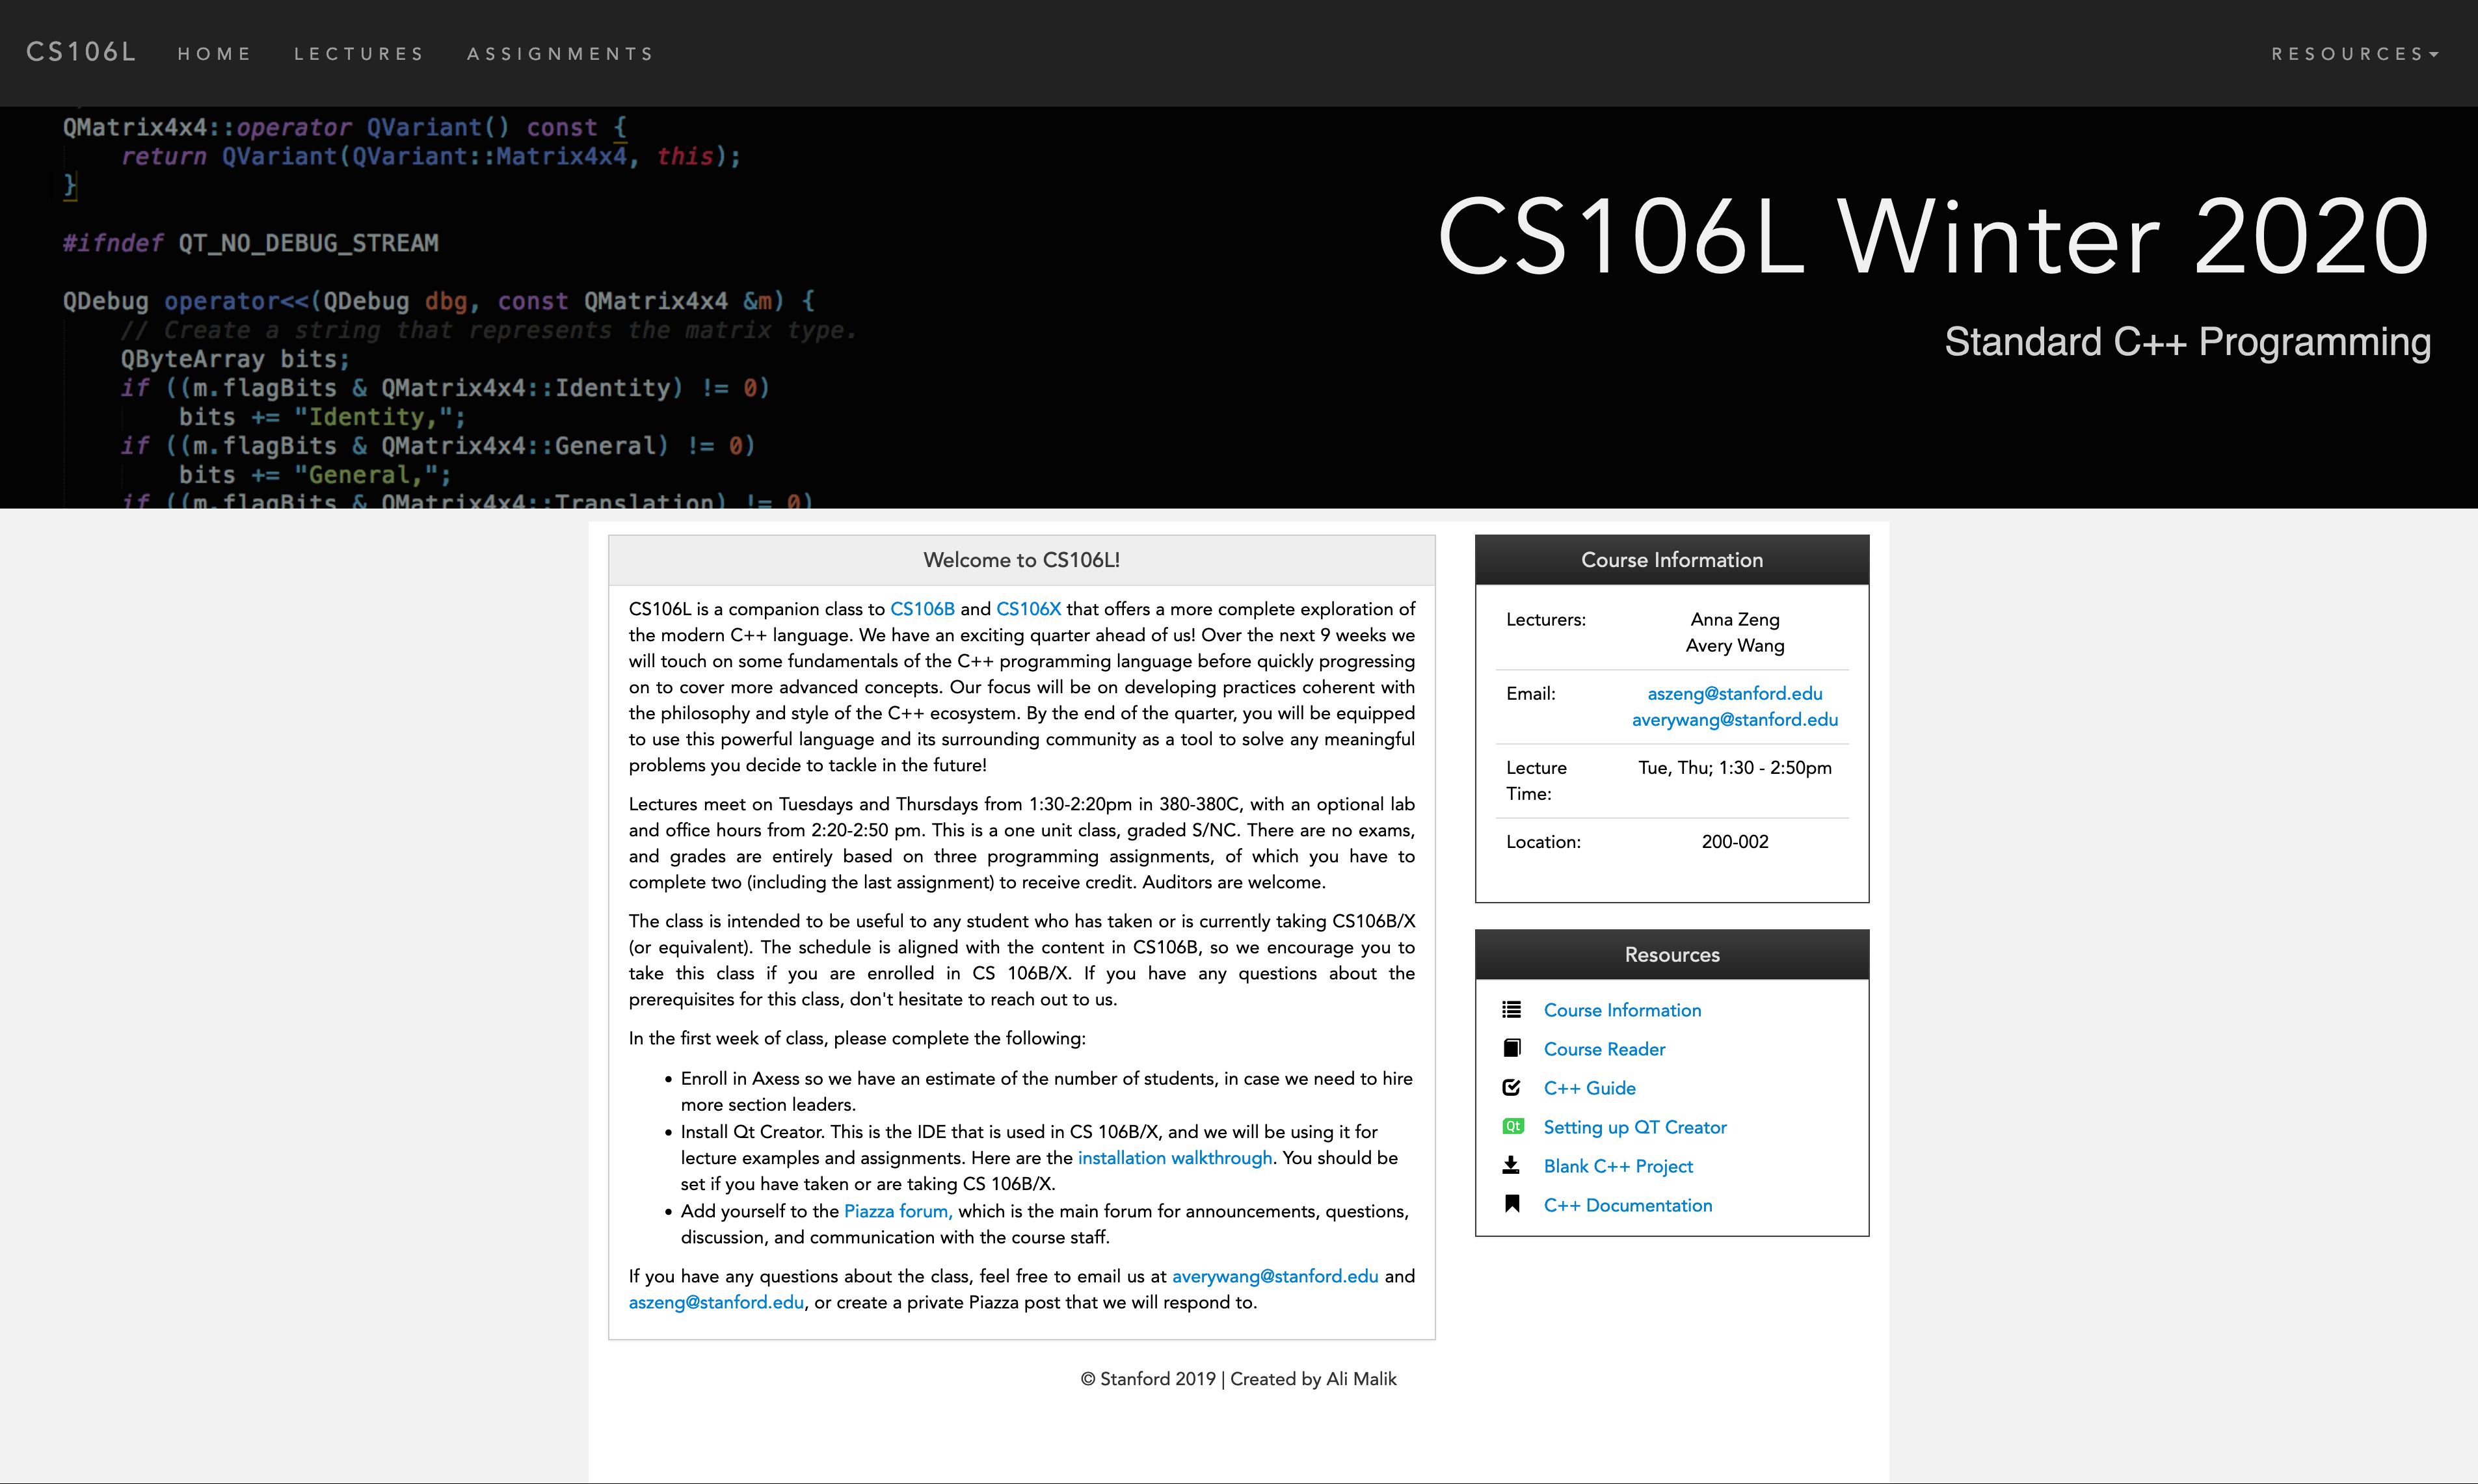 CS106L HOME LECTURES ASSIGNMENTS RESOURCES
QMatrix4x4::operator QVariant() const {
return QVariant(QVariant::Matrix4x4, this);
}
#ifndef QT_NO_DEBUG_STREAM
QDebug operator<<(QDebug dbg, const QMatrix4x4 &m) {
// Create a string that represents the matrix type.
QByteArray bits;
if ((m.flagBits & QMatrix4x4::Identity) != 0)
bits += "Identity,";
if ((m.flagBits & QMatrix4x4::General) != 0)
bits += "General,";
if ((m.flagBits & QMatrix4x4::Translation) != 0)
CS106L Winter 2020
Standard C++ Programming
Welcome to CS106L!
CS106L is a companion class to CS106B and CS106X that offers a more complete exploration of
the modern C++ language. We have an exciting quarter ahead of us! Over the next 9 weeks we
will touch on some fundamentals of the C++ programming language before quickly progressing
on to cover more advanced concepts. Our focus will be on developing practices coherent with
the philosophy and style of the C++ ecosystem. By the end of the quarter, you will be equipped
to use this powerful language and its surrounding community as a tool to solve any meaningful
problems you decide to tackle in the future!
Lectures meet on Tuesdays and Thursdays from 1:30-2:20pm in 380-380C, with an optional lab
and office hours from 2:20-2:50 pm. This is a one unit class, graded S/NC. There are no exams,
and grades are entirely based on three programming assignments, of which you have to
complete two (including the last assignment) to receive credit. Auditors are welcome.
The class is intended to be useful to any student who has taken or is currently taking CS106B/X
(or equivalent). The schedule is aligned with the content in CS106B, so we encourage you to
take this class if you are enrolled in CS 106B/X. If you have any questions about the
prerequisites for this class, don't hesitate to reach out to us.
In the first week of class, please complete the following:
• Enroll in Axess so we have an estimate of the number of students, in case we need to hire
more section leaders.
• Install Qt Creator. This is the IDE that is used in CS 106B/X, and we will be using it for
lecture examples and assignments. Here are the installation walkthrough. You should be
set if you have taken or are taking CS 106B/X.
• Add yourself to the Piazza forum, which is the main forum for announcements, questions,
discussion, and communication with the course staff.
If you have any questions about the class, feel free to email us at averywang@stanford.edu and
aszeng@stanford.edu, or create a private Piazza post that we will respond to.
Course Information
Lecturers: Anna Zeng
Avery Wang
Email: aszeng@stanford.edu
averywang@stanford.edu
Lecture Tue, Thu; 1:30 - 2:50pm
Time:
Location: 200-002
Resources
Course Information
Course Reader
C++ Guide
Qt Setting up QT Creator
Blank C++ Project
C++ Documentation
© Stanford 2019 | Created by Ali Malik